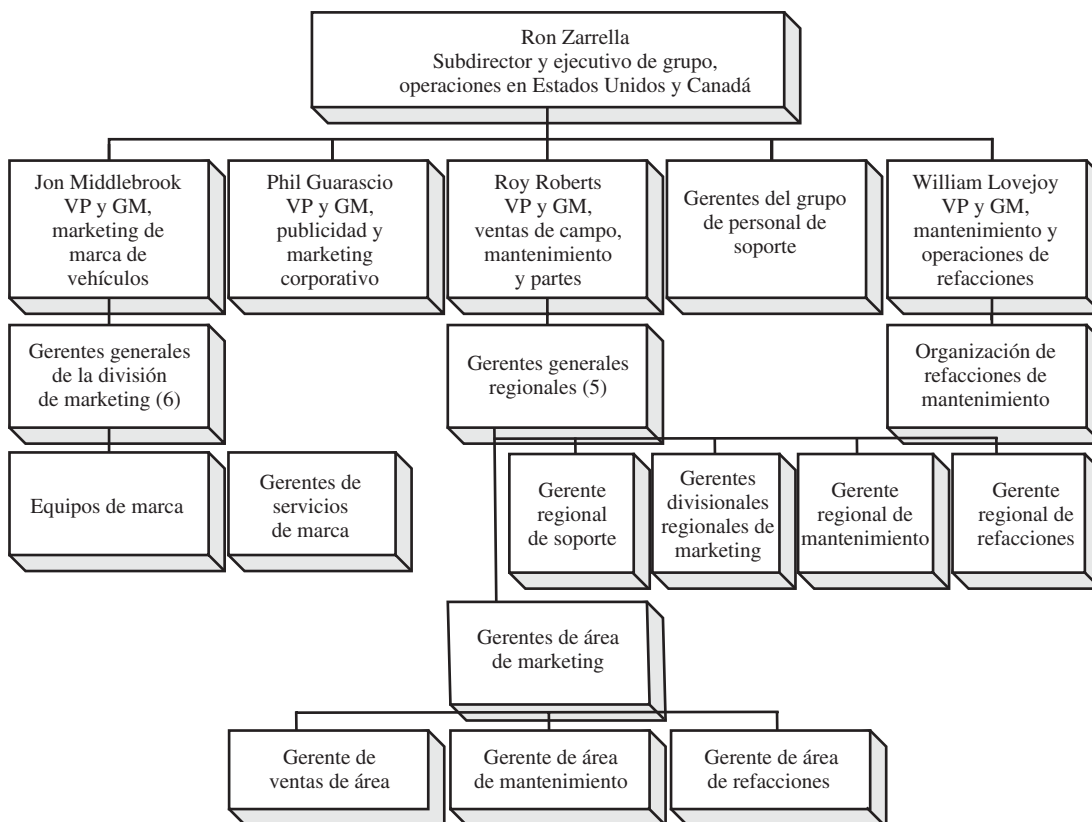 Ron Zarrella
Subdirector y ejecutivo de grupo,
operaciones en Estados Unidos y Canadá
Jon Middlebrook
VP y GM,
marketing de
marca de
vehículos
Phil Guarascio
VP y GM,
publicidad y
marketing
corporativo
Roy Roberts
VP y GM,
ventas de campo,
mantenimiento
y partes
Gerentes del grupo
de personal de
soporte
William Lovejoy
VP y GM,
mantenimiento y
operaciones de
refacciones
Gerentes generales
de la división
de marketing (6)
Gerentes generales
regionales (5)
Organización de
refacciones de
mantenimiento
Equipos de marca
Gerentes de
servicios
de marca
Gerente
regional
de soporte
Gerentes
divisionales
regionales de
marketing
Gerente
regional de
mantenimiento
Gerente
regional de
refacciones
Gerentes de área
de marketing
Gerente de
ventas de área
Gerente de área
de mantenimiento
Gerente de área
de refacciones